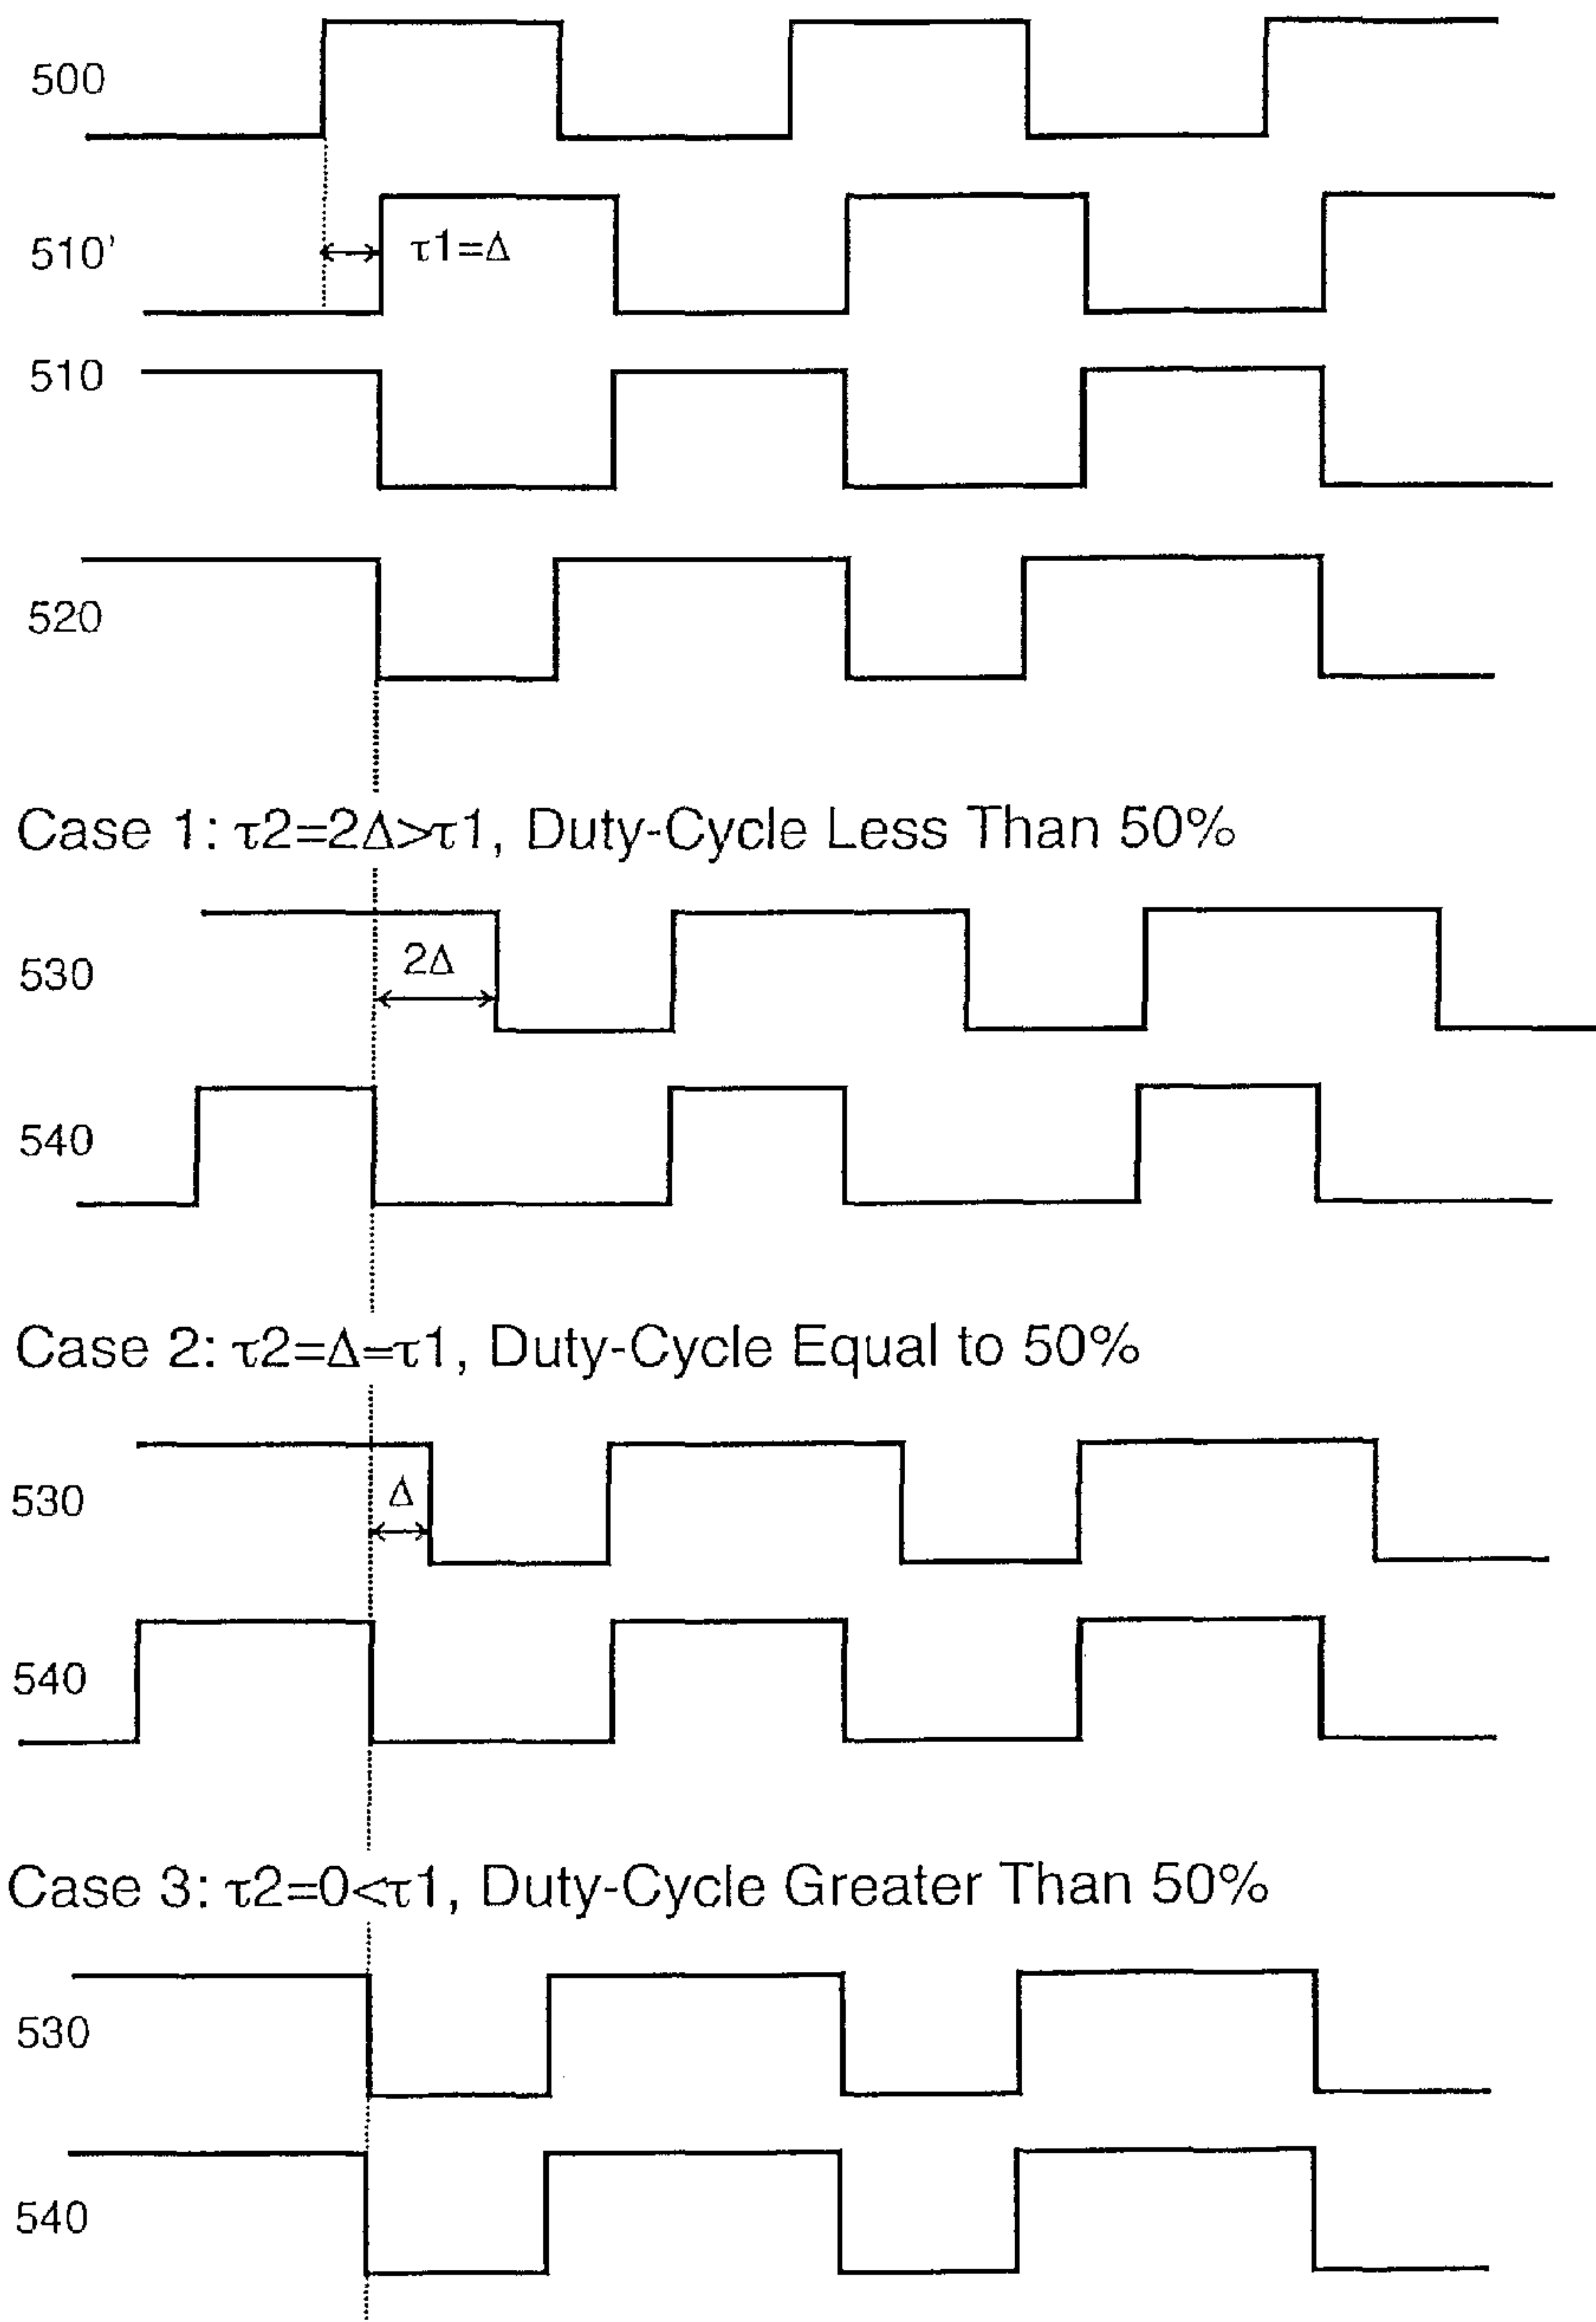 500
510'
τ1=Δ
510
520
Case 1: τ2=2Δ>τ1, Duty-Cycle Less Than 50%
2Δ
530
540
Case 2: τ2=Δ=τ1, Duty-Cycle Equal to 50%
Δ
530
540
Case 3: τ2=0<τ1, Duty-Cycle Greater Than 50%
530
540